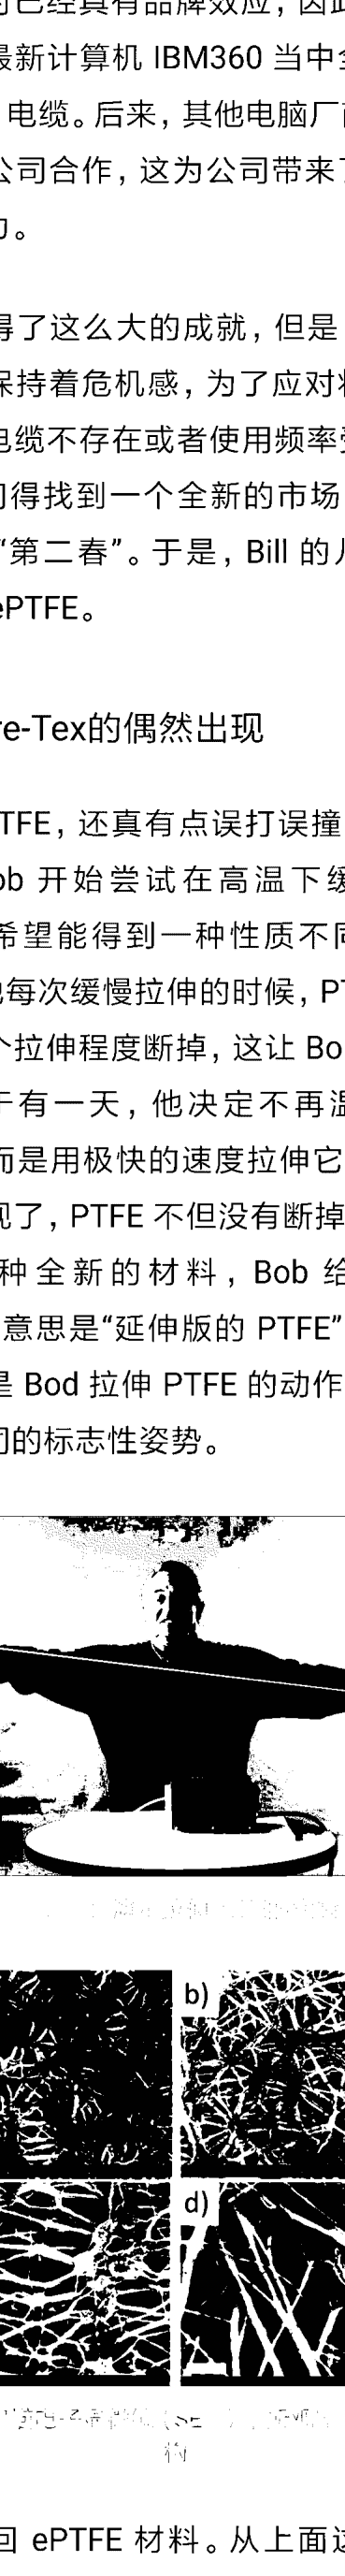 已经具有品牌效应，因此
最新计算机 IBM360 当中全
电缆。后来，其他电脑厂商
公司合作，这为公司带来了
力。
得了这么大的成就，但是
保持着危机感，为了应对
电缆不存在或者使用频率
们得找到一个全新的市场
“第二春”。于是，Bill 的儿
ePTFE。
re-Tex的偶然出现
TFE，还真有点误打误撞
ob 开始尝试在高温下缓
希望能得到一种性质不同
每次缓慢拉伸的时候，PT
个拉伸程度断掉，这让 Bo
于有一天，他决定不再温
而是用极快的速度拉伸它
现了，PTFE 不但没有断掉
种全新的材料，Bob 给
意思是“延伸版的 PTFE”
是 Bod 拉伸 PTFE 的动作
司的标志性姿势。
b)
d)
构
回 ePTFE 材料。从上面这